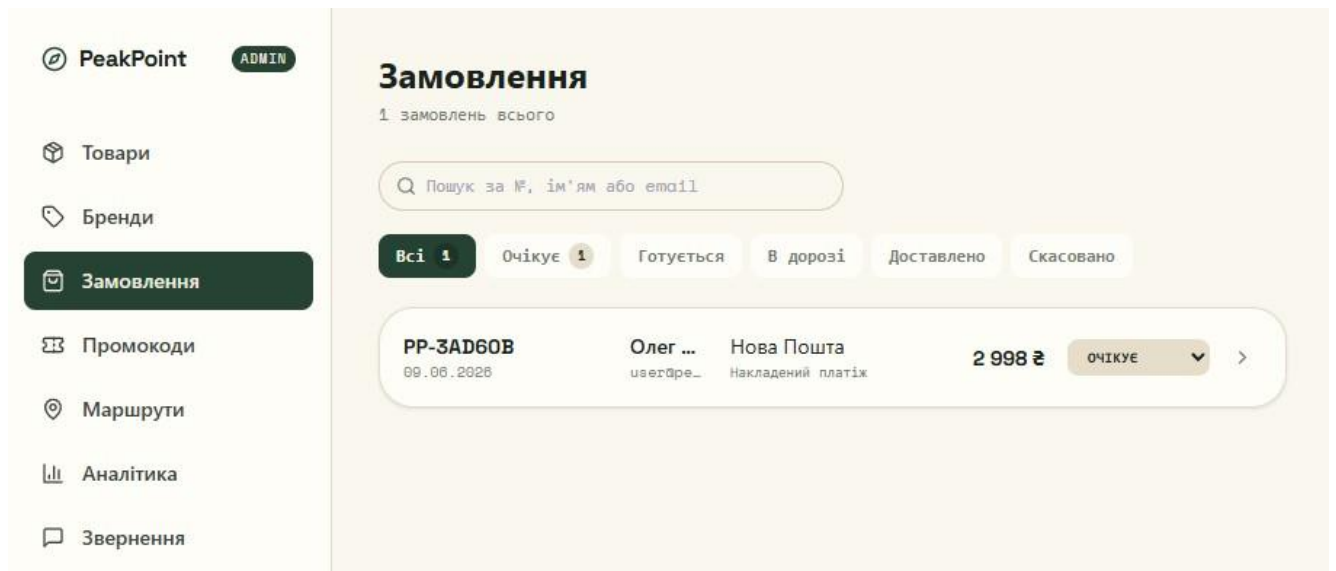 PeakPoint ADMIN
Товари
Бренди
Замовлення
Промокоди
Маршрути
Аналітика
Звернення
Замовлення
1 замовлень всього
Пошук за №, ім'ям або email
Всі 1 Очікує 1 Готується В дорозі Доставлено Скасовано
PP-3AD60B Олег ... Нова Пошта 2 998 ₴ ОЧІКУЄ
09.06.2026 user@pe… Накладений платіж